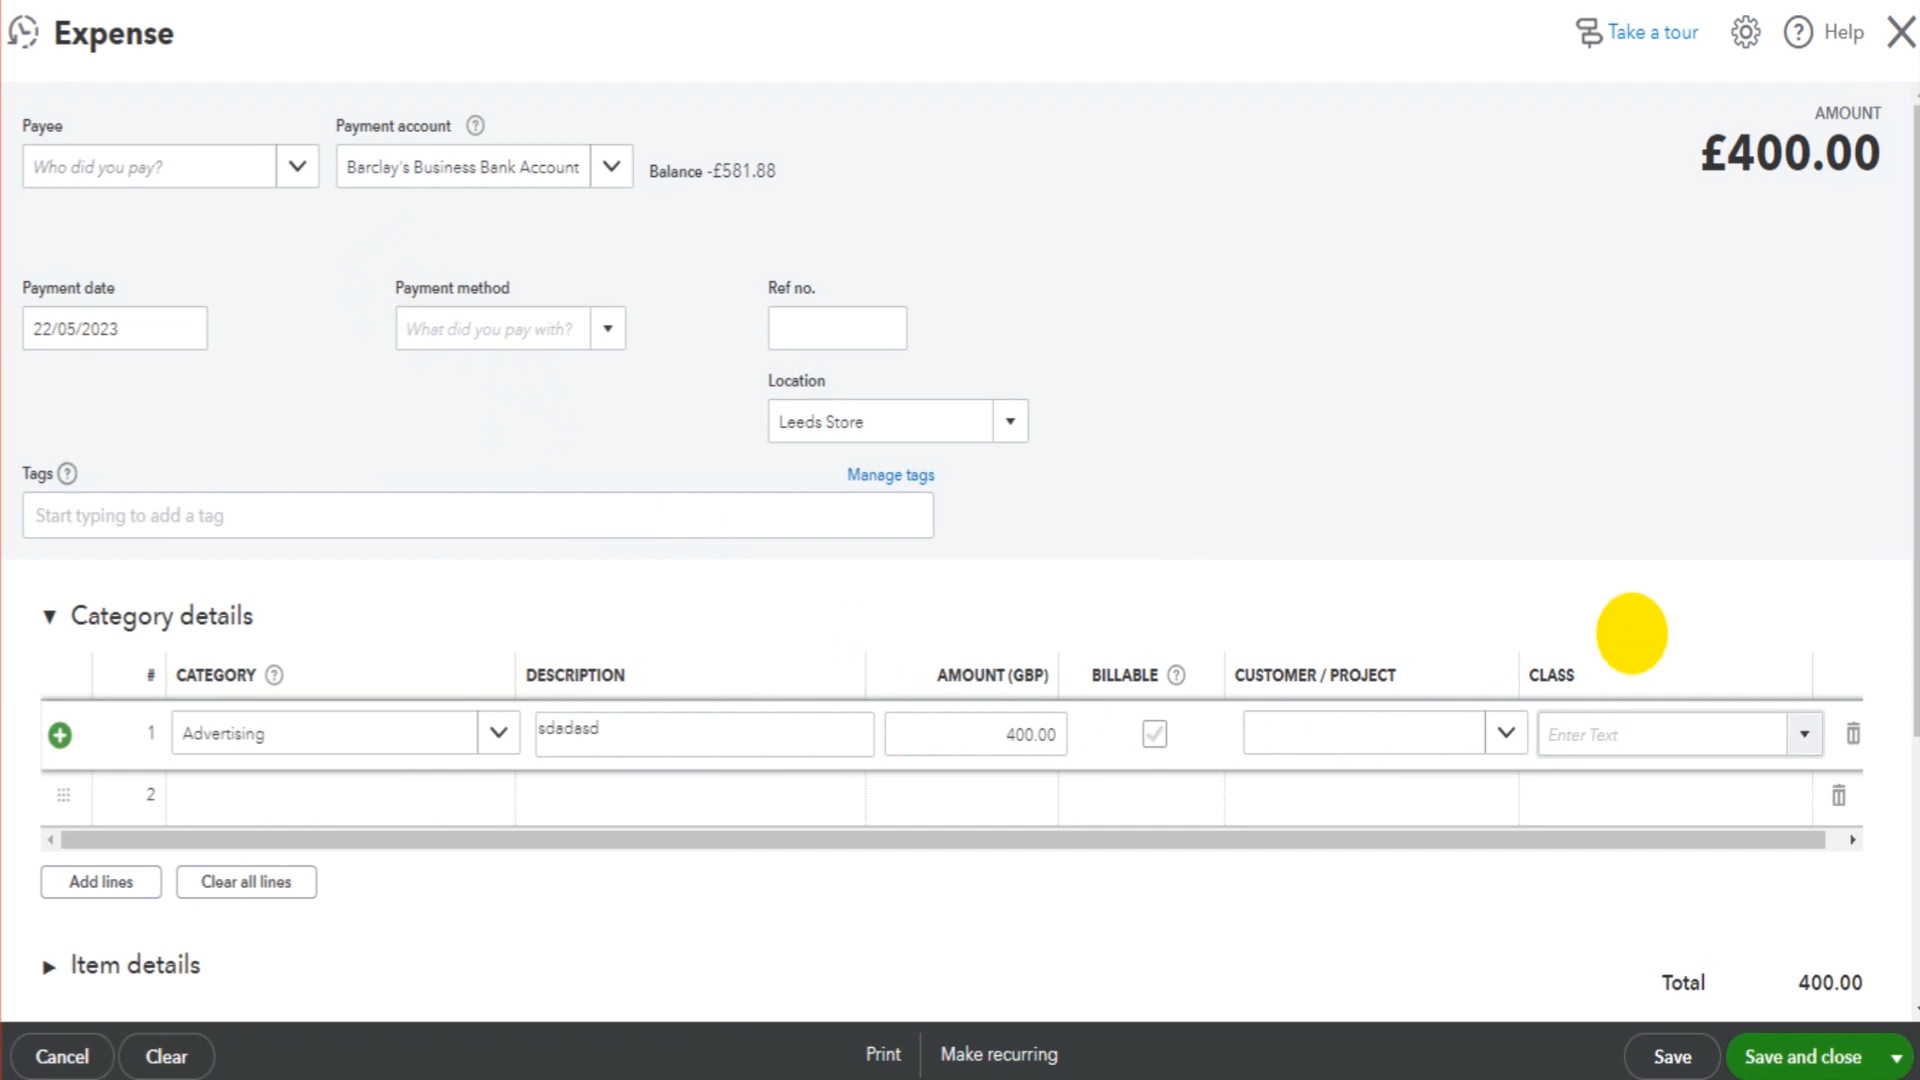 Expense
Take a tour
Help
AMOUNT
£400.00
Payee
Payment account
Who did you pay?
Barclay's Business Bank Account
Balance -£581.88
Payment date
Payment method
Ref no.
22/05/2023
What did you pay with?
Location
Leeds Store
Tags
Manage tags
Start typing to add a tag
Category details
# CATEGORY DESCRIPTION AMOUNT (GBP) BILLABLE CUSTOMER / PROJECT CLASS
1 Advertising sdadasd 400.00 Enter Text
2
Add lines
Clear all lines
Item details
Total 400.00
Cancel
Clear
Print
Make recurring
Save
Save and close